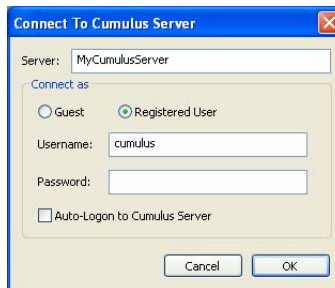 Connect To Cumulus Server
Server: MyCumulusServer
Connect as
Guest Registered User
Username: cumulus
Password:
Auto-Logon to Cumulus Server
Cancel OK